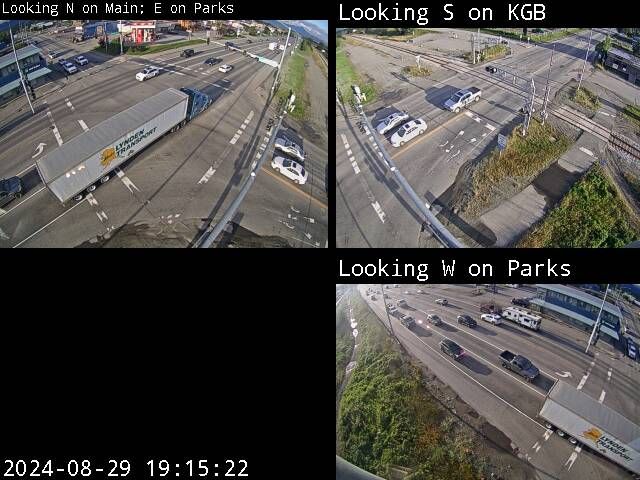 Looking N on Main; E on Parks
Looking S on KGB
LYNDEN
TRANSPORT
Looking W on Parks
LYNDEN
TRANSPORT
2024-08-29 19:15:22